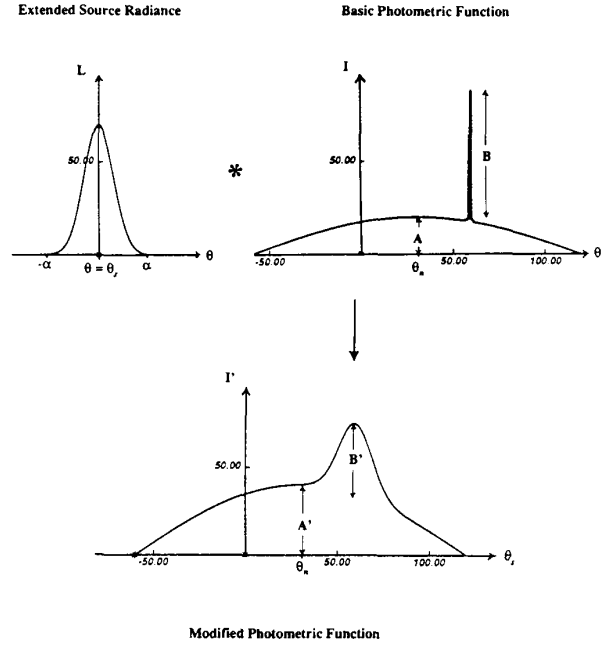 Extended Source Radiance
Basic Photometric Function
L
I
50.00
50.00
*
B
A
-α
θ = θs
α
θ
-50.00
θn
50.00
100.00
θ
I'
50.00
B'
A'
-50.00
θn
50.00
100.00
θs
Modified Photometric Function